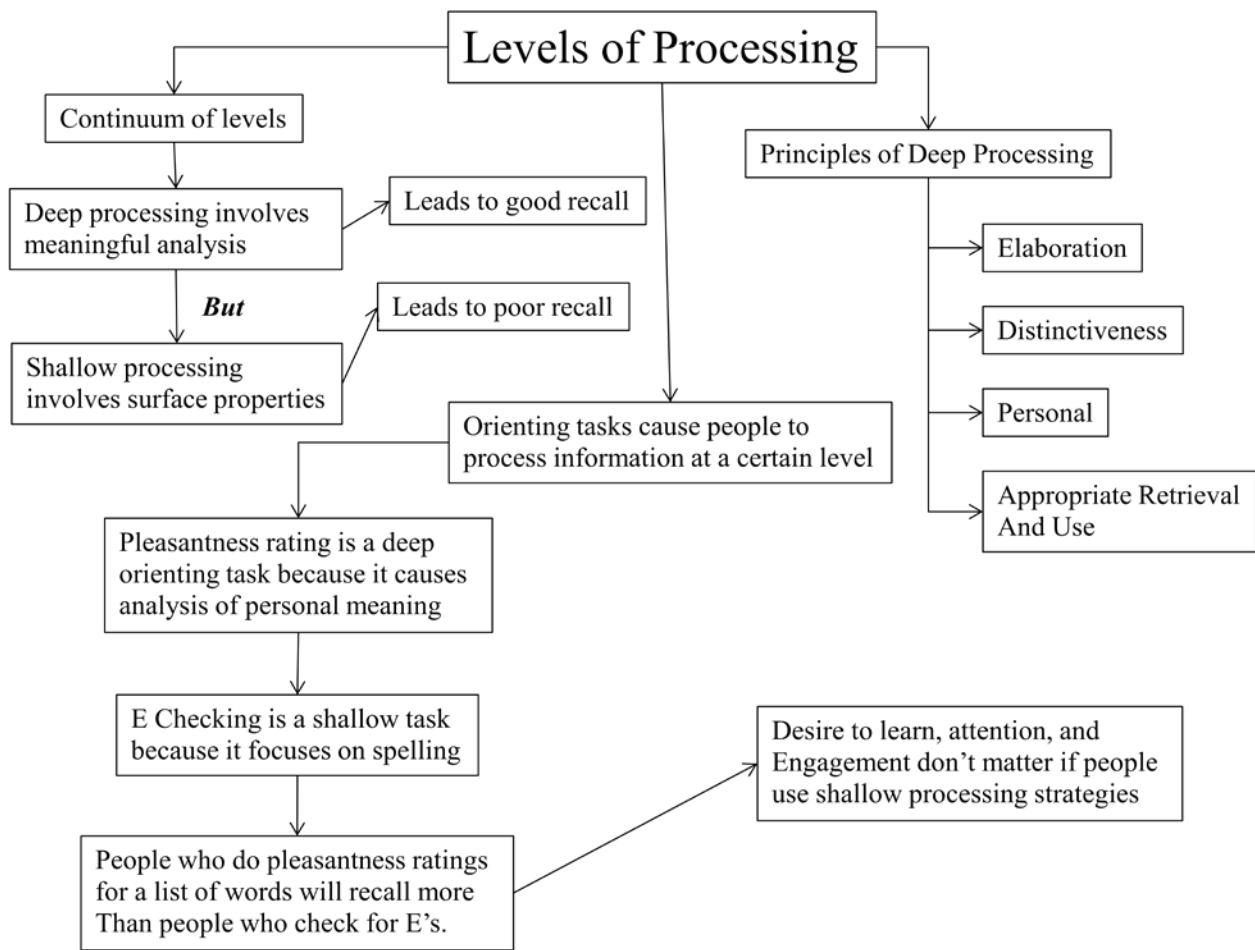 Levels of Processing
Continuum of levels
Deep processing involves
meaningful analysis
Leads to good recall
But
Shallow processing
involves surface properties
Leads to poor recall
Orienting tasks cause people to
process information at a certain level
Pleasantness rating is a deep
orienting task because it causes
analysis of personal meaning
E Checking is a shallow task
because it focuses on spelling
People who do pleasantness ratings
for a list of words will recall more
Than people who check for E’s.
Desire to learn, attention, and
Engagement don’t matter if people
use shallow processing strategies
Principles of Deep Processing
Elaboration
Distinctiveness
Personal
Appropriate Retrieval
And Use